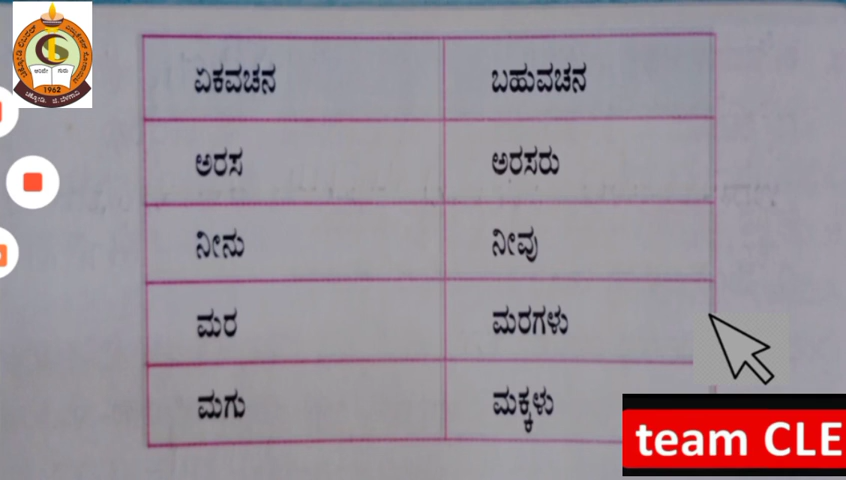 ಏಕವಚನ ಬಹುವಚನ
ಅರಸ ಅರಸರು
ನೀನು ನೀವು
ಮರ ಮರಗಳು
ಮಗು ಮಕ್ಕಳು
1962
team CLE